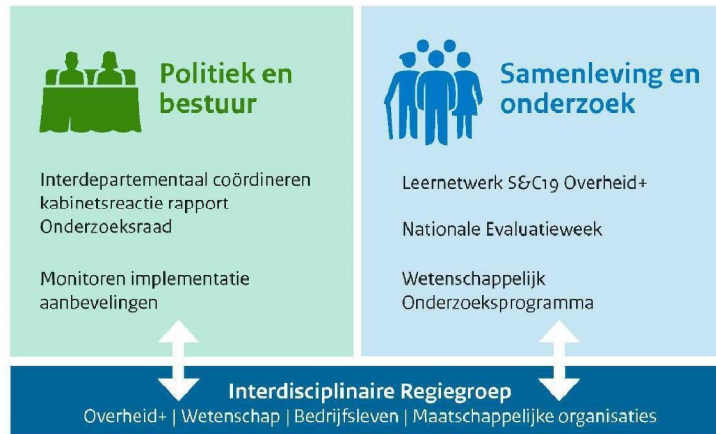 Politiek en
bestuur
Interdepartementaal coördineren
kabinetsreactie rapport
Onderzoeksraad
Monitoren implementatie
aanbevelingen
Samenleving en
onderzoek
Leernetwerk S&C19 Overheid+
Nationale Evaluatieweek
Wetenschappelijk
Onderzoeksprogramma
Interdisciplinaire Regiegroep
Overheid+ | Wetenschap | Bedrijfsleven | Maatschappelijke organisaties